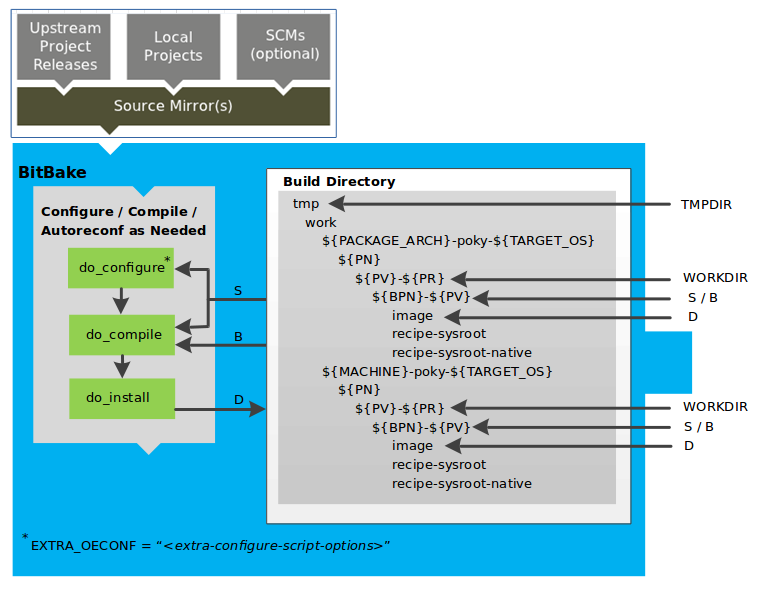 Upstream
Project
Releases
Local
Projects
SCMs
(optional)
Source Mirror(s)
BitBake
Configure / Compile /
Autoreconf as Needed
do_configure*
do_compile
do_install
S
B
D
Build Directory
tmp
work
${PACKAGE_ARCH}-poky-${TARGET_OS}
${PN}
${PV}-${PR}
${BPN}-${PV}
image
recipe-sysroot
recipe-sysroot-native
${MACHINE}-poky-${TARGET_OS}
${PN}
${PV}-${PR}
${BPN}-${PV}
image
recipe-sysroot
recipe-sysroot-native
TMPDIR
WORKDIR
S / B
D
WORKDIR
S / B
D
* EXTRA_OECONF = “<extra-configure-script-options>”